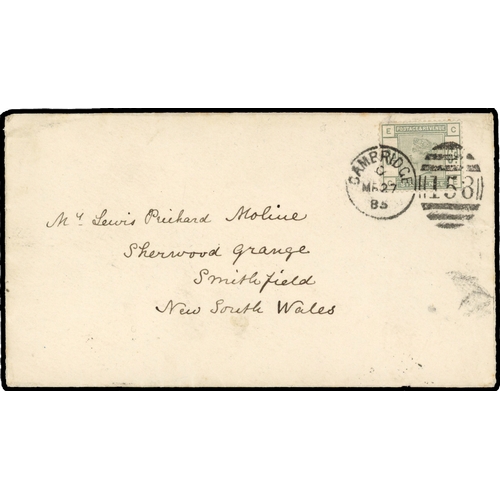 POSTAGE & REVENUE
E C
CAMBRIDGE
C
MR 27
85
158
Mr. Lewis Prichard Moline
Sherwood Grange
Smithfield
New South Wales